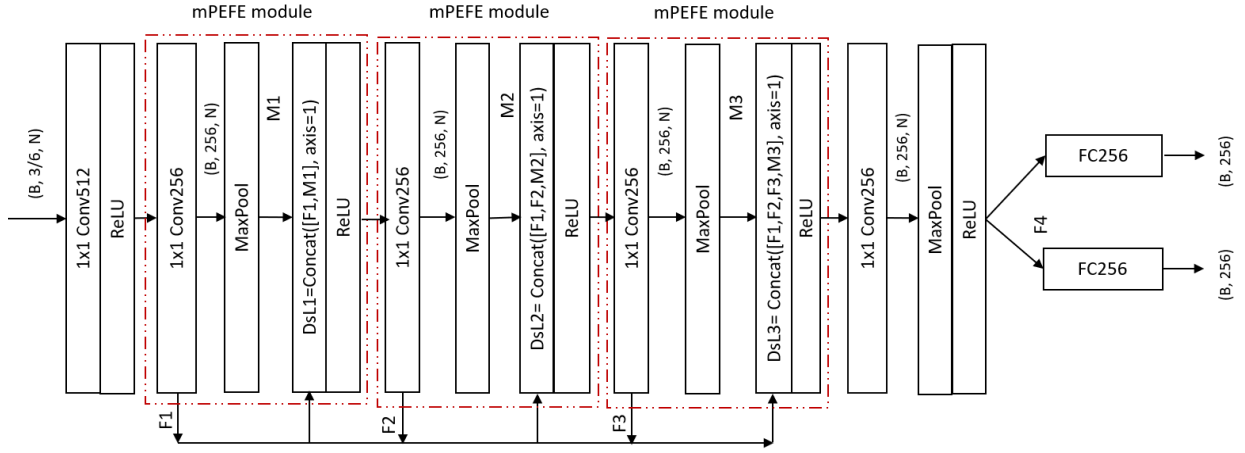 mPEFE module
mPEFE module
mPEFE module
(B, 3/6, N)
1x1 Conv512
ReLU
1x1 Conv256
(B, 256, N)
MaxPool
M1
DsL1=Concat([F1,M1], axis=1)
ReLU
1x1 Conv256
(B, 256, N)
MaxPool
M2
DsL2= Concat([F1,F2,M2], axis=1)
ReLU
1x1 Conv256
(B, 256, N)
MaxPool
M3
DsL3= Concat([F1,F2,F3,M3], axis=1)
ReLU
1x1 Conv256
(B, 256, N)
MaxPool
ReLU
F4
FC256
(B, 256)
FC256
(B, 256)
F1
F2
F3